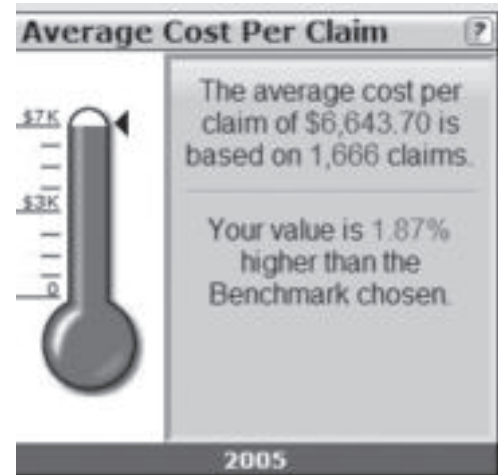 Average Cost Per Claim ?
$7K
$3K
0
The average cost per
claim of $6,643.70 is
based on 1,666 claims.
Your value is 1.87%
higher than the
Benchmark chosen.
2005